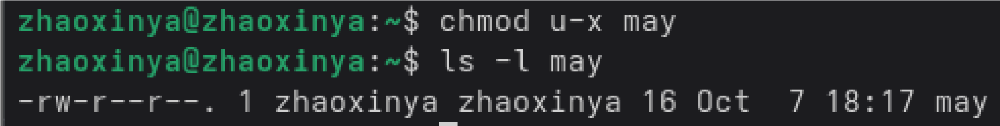 zhaoxinya@zhaoxinya:~$ chmod u-x may
zhaoxinya@zhaoxinya:~$ ls -l may
-rw-r--r--. 1 zhaoxinya zhaoxinya 16 Oct  7 18:17 may